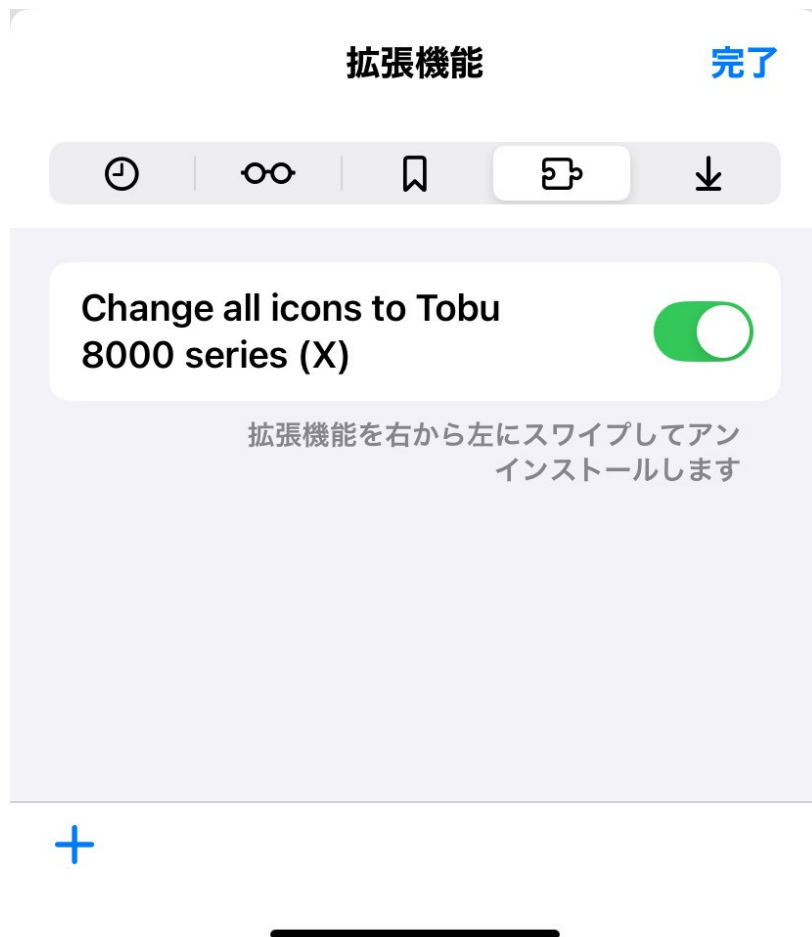 拡張機能
完了
Change all icons to Tobu
8000 series (X)
拡張機能を右から左にスワイプしてアン
インストールします